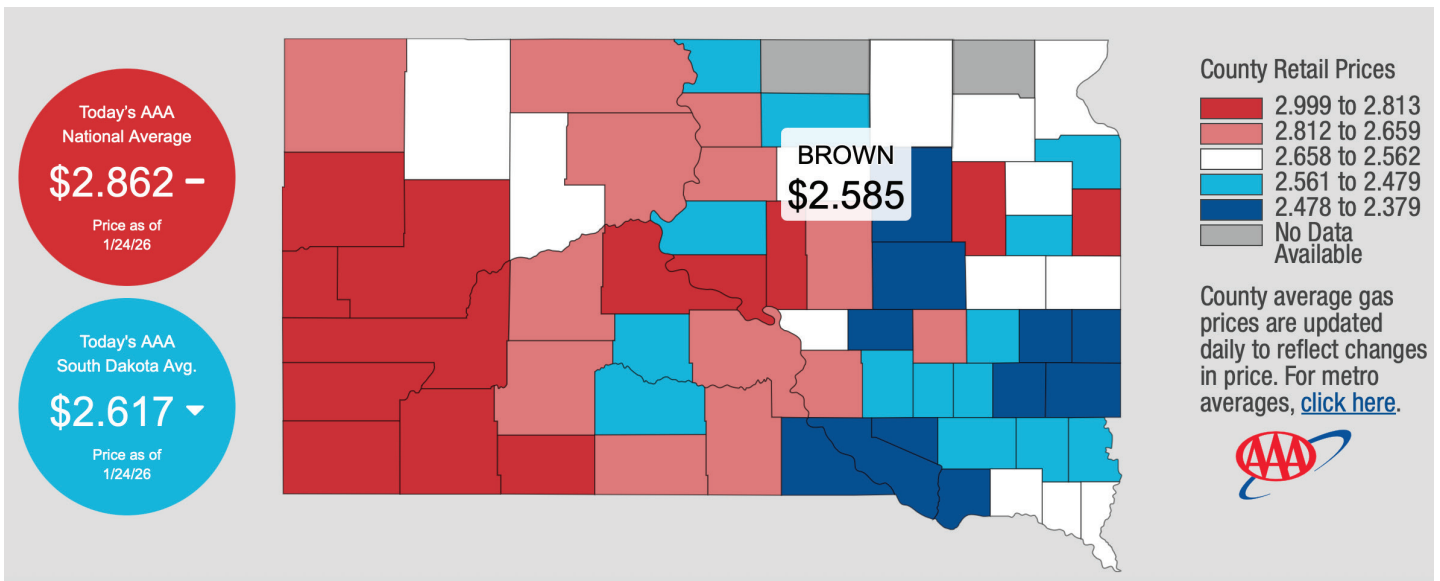 Today's AAA
National Average
$2.862 –
Price as of
1/24/26
Today's AAA
South Dakota Avg.
$2.617
Price as of
1/24/26
BROWN
$2.585
County Retail Prices
2.999 to 2.813
2.812 to 2.659
2.658 to 2.562
2.561 to 2.479
2.478 to 2.379
No Data
Available
County average gas
prices are updated
daily to reflect changes
in price. For metro
averages, click here.
AAA